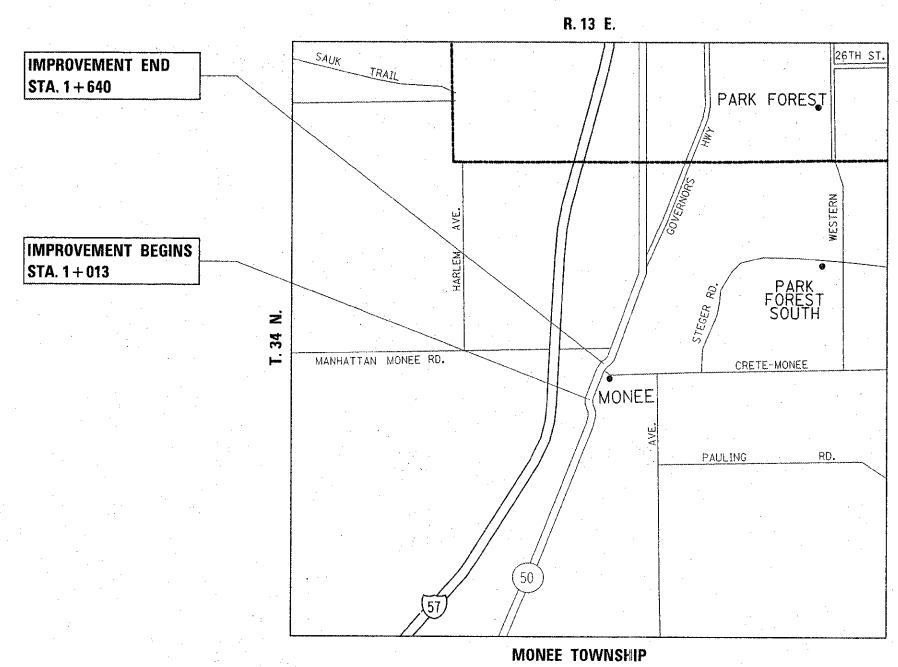 R. 13 E.
IMPROVEMENT END
STA. 1+640
SAUK TRAIL
26TH ST.
PARK FOREST
GOVERNORS HWY
HARLEM AVE.
WESTERN
IMPROVEMENT BEGINS
STA. 1+013
PARK
FOREST
SOUTH
STEGER RD.
T. 34 N.
MANHATTAN MONEE RD.
CRETE-MONEE
MONEE
AVE.
PAULING RD.
50
57
MONEE TOWNSHIP